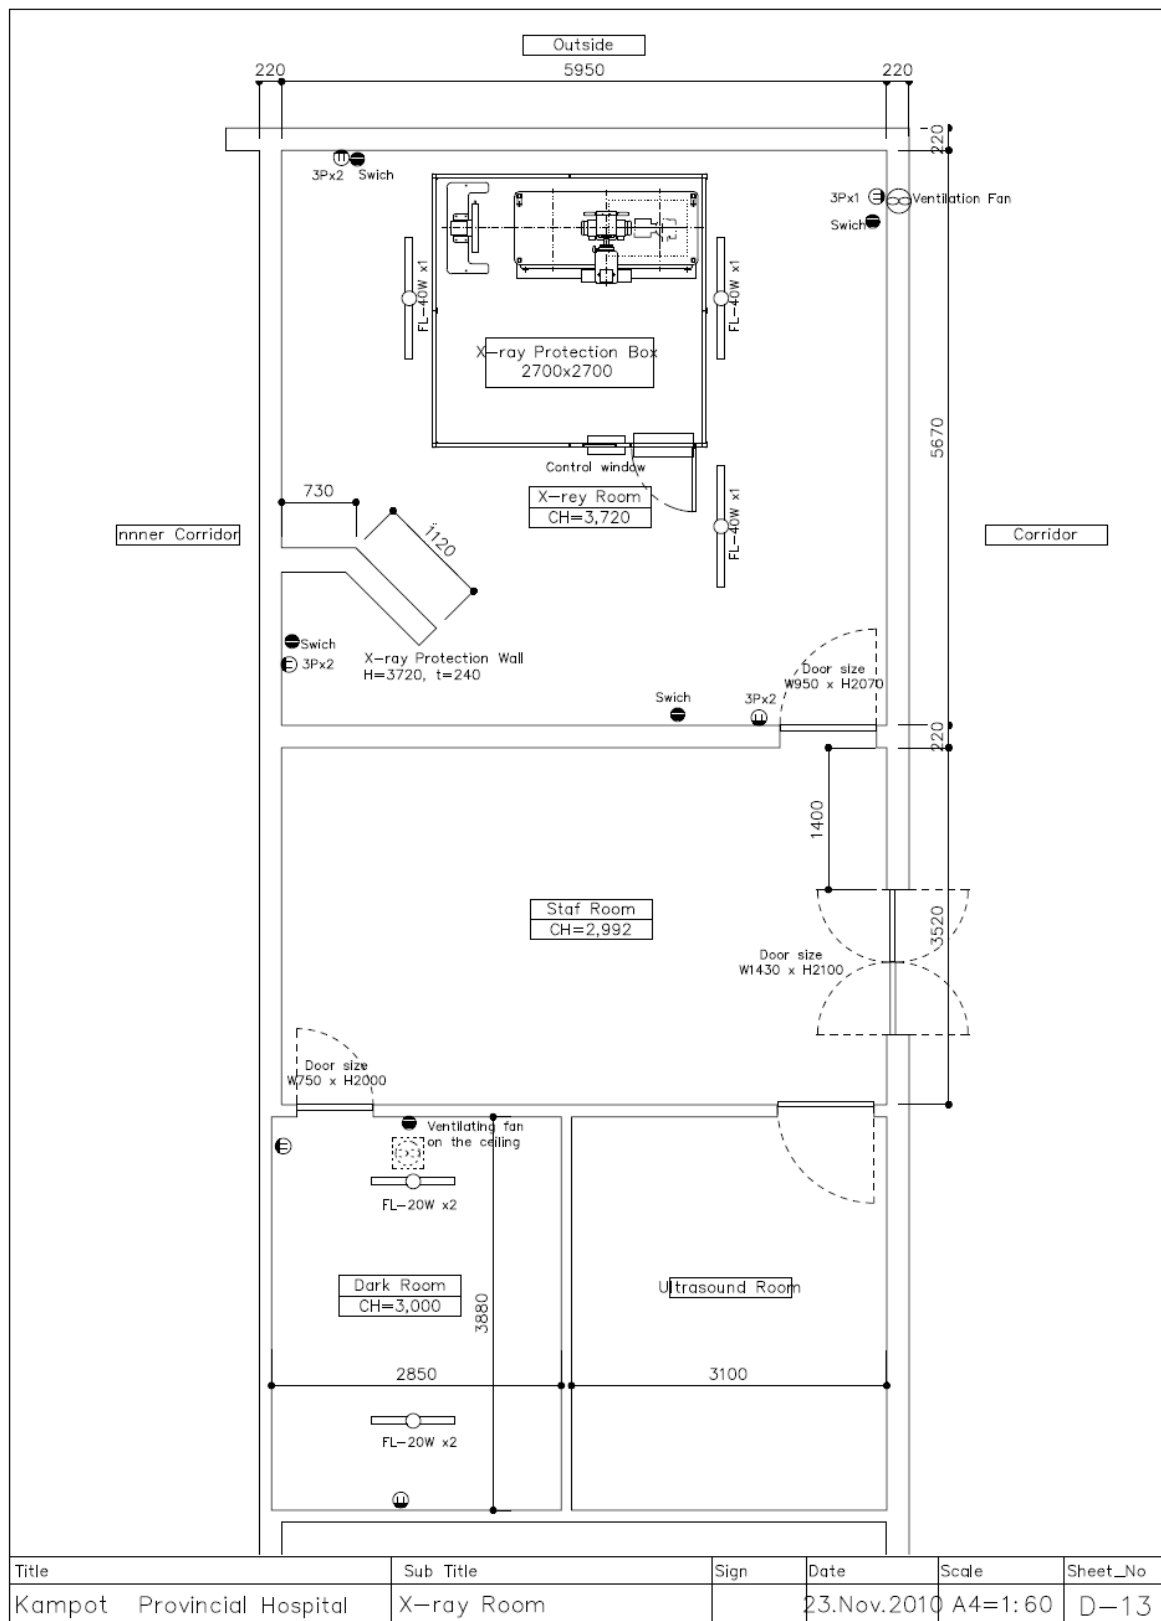 Outside
220
5950
220
220
3Px2
Swich
3Px1
Ventilation Fan
Swich
FL-40W x1
FL-40W x1
X-ray Protection Box
2700x2700
5670
Control window
730
X-rey Room
CH=3,720
FL-40W x1
1120
nnner Corridor
Corridor
Swich
3Px2
X-ray Protection Wall
H=3720, t=240
Door size
W950 x H2070
Swich
3Px2
220
1400
Staf Room
CH=2,992
3520
Door size
W1430 x H2100
Door size
W750 x H2000
Ventilating fan
on the ceiling
FL-20W x2
Dark Room
CH=3,000
3880
Ultrasound Room
2850
3100
FL-20W x2
Title
Sub Title
Sign
Date
Scale
Sheet_No
Kampot Provincial Hospital
X-ray Room
23.Nov.2010
A4=1:60
D-13